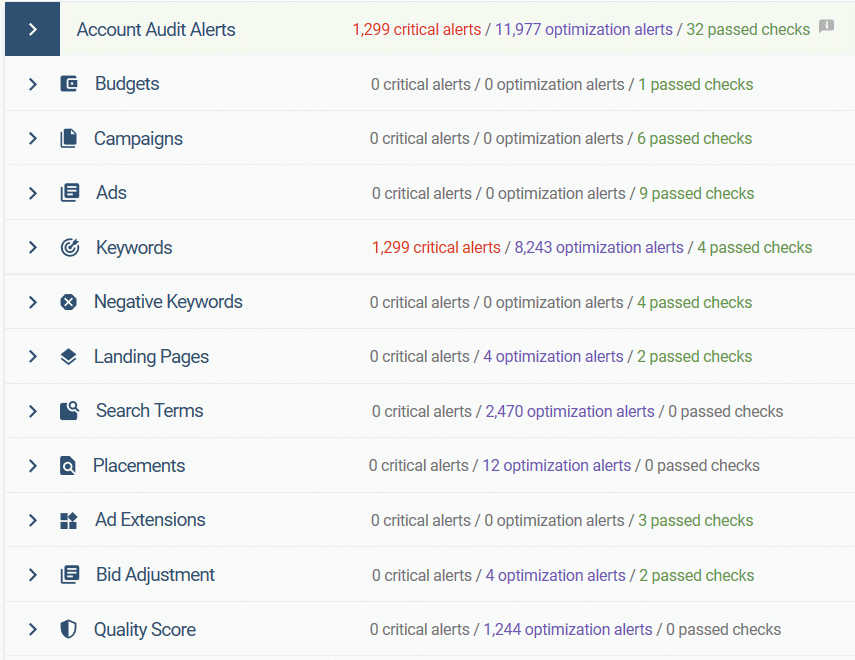 Account Audit Alerts 1,299 critical alerts / 11,977 optimization alerts / 32 passed checks
Budgets 0 critical alerts / 0 optimization alerts / 1 passed checks
Campaigns 0 critical alerts / 0 optimization alerts / 6 passed checks
Ads 0 critical alerts / 0 optimization alerts / 9 passed checks
Keywords 1,299 critical alerts / 8,243 optimization alerts / 4 passed checks
Negative Keywords 0 critical alerts / 0 optimization alerts / 4 passed checks
Landing Pages 0 critical alerts / 4 optimization alerts / 2 passed checks
Search Terms 0 critical alerts / 2,470 optimization alerts / 0 passed checks
Placements 0 critical alerts / 12 optimization alerts / 0 passed checks
Ad Extensions 0 critical alerts / 0 optimization alerts / 3 passed checks
Bid Adjustment 0 critical alerts / 4 optimization alerts / 2 passed checks
Quality Score 0 critical alerts / 1,244 optimization alerts / 0 passed checks